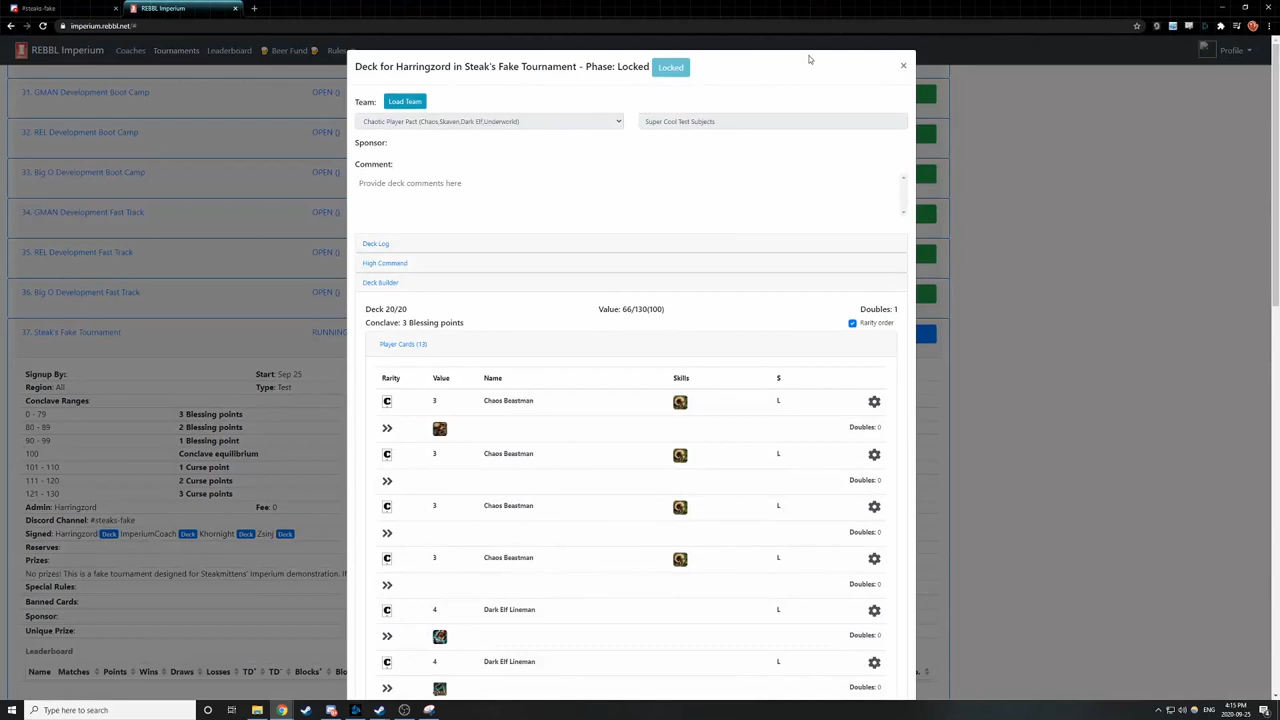 #steaks-fake
REBBL Imperium
imperium.rebbl.net/#
REBBL Imperium
Coaches
Tournaments
Leaderboard
Beer Fund
Rules
Profile
Deck for Harringzord in Steak's Fake Tournament - Phase: Locked
Locked
×
Team:
Load Team
Chaotic Player Pact (Chaos,Skaven,Dark Elf,Underworld)
Super Cool Test Subjects
Sponsor:
Comment:
Provide deck comments here
Deck Log
High Command
Deck Builder
Deck 20/20
Value: 66/130(100)
Doubles: 1
Conclave: 3 Blessing points
Rarity order
Player Cards (13)
Rarity Value Name Skills S
C 3 Chaos Beastman L
Doubles: 0
C 3 Chaos Beastman L
Doubles: 0
C 3 Chaos Beastman L
Doubles: 0
C 3 Chaos Beastman L
Doubles: 0
C 4 Dark Elf Lineman L
Doubles: 0
C 4 Dark Elf Lineman L
Doubles: 0
31. GMAN Development Boot Camp OPEN ()
32. REL Development Boot Camp OPEN ()
33. Big O Development Boot Camp OPEN ()
34. GMAN Development Fast Track OPEN ()
35. REL Development Fast Track OPEN ()
36. Big O Development Fast Track OPEN ()
37. Steak's Fake Tournament RUNNING
Signup By: Start: Sep 25
Region: All Type: Test
Conclave Ranges:
0 - 79 3 Blessing points
80 - 89 2 Blessing points
90 - 99 1 Blessing point
100 Conclave equilibrium
101 - 110 1 Curse point
111 - 120 2 Curse points
121 - 130 3 Curse points
Admin: Harringzord Fee: 0
Discord Channel: #steaks-fake
Signed: Harringzord Deck ImperiumCoach Deck Khornight Deck Zsinj Deck
Reserves:
Prizes:
No prizes! This is a fake tournament designed for Steakmittens' Imperium demonstration. If
Special Rules:
Banned Cards:
Sponsor:
Unique Prize:
Leaderboard
Name Matches Points Wins Draws Losses TD+ TD- Blocks+ Blocks
Type here to search
ENG
4:15 PM
2020-09-25